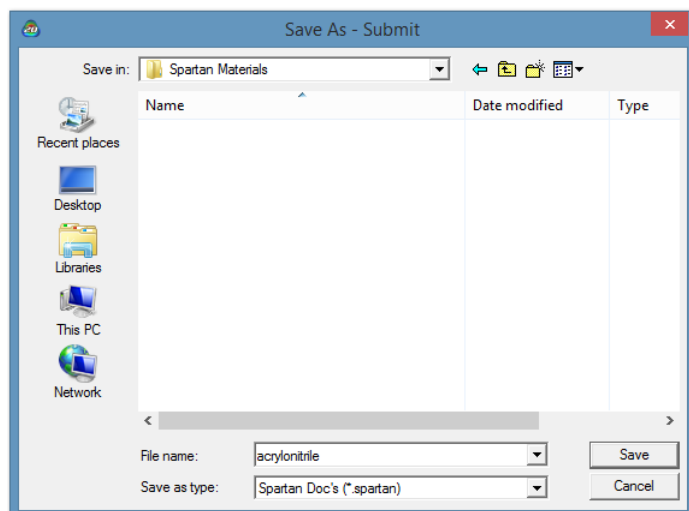 Save As - Submit
Save in: Spartan Materials
Name Date modified Type
Recent places
Desktop
Libraries
This PC
Network
File name: acrylonitrile Save
Save as type: Spartan Doc's (*.spartan) Cancel